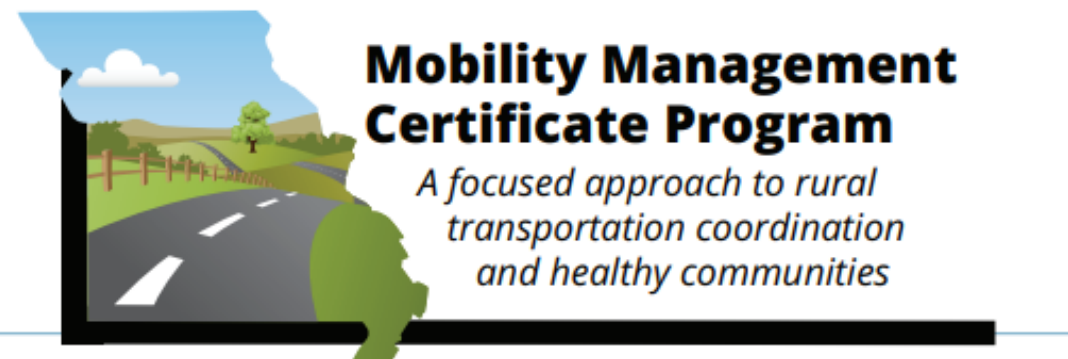 Mobility Management
Certificate Program
A focused approach to rural
transportation coordination
and healthy communities